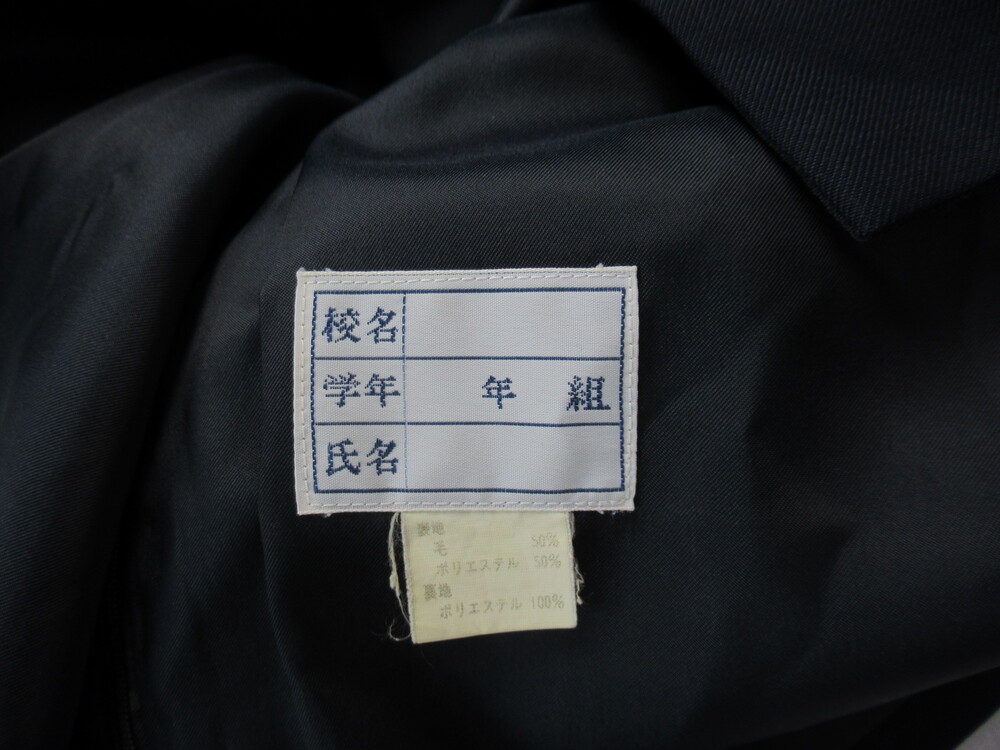 校名
学年 年 組
氏名
表地
毛 50%
ポリエステル 50%
裏地
ポリエステル 100%